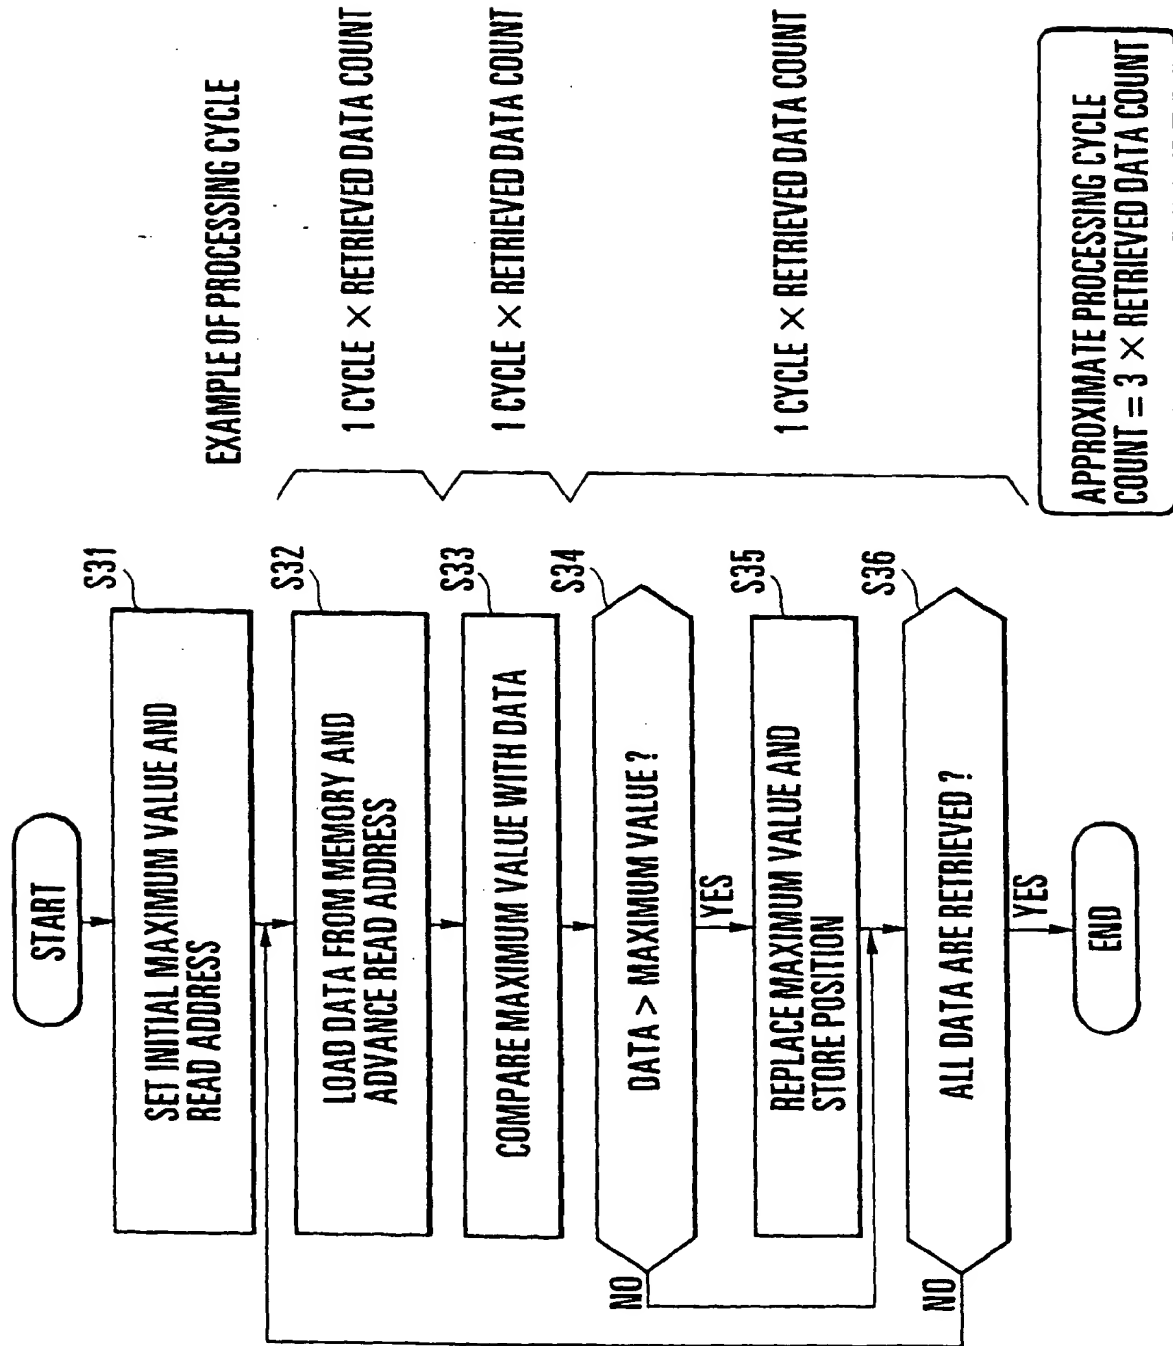 EXAMPLE OF PROCESSING CYCLE
START
S31
SET INITIAL MAXIMUM VALUE AND
READ ADDRESS
S32
LOAD DATA FROM MEMORY AND
ADVANCE READ ADDRESS
1 CYCLE × RETRIEVED DATA COUNT
S33
COMPARE MAXIMUM VALUE WITH DATA
1 CYCLE × RETRIEVED DATA COUNT
S34
DATA > MAXIMUM VALUE ?
NO
YES
S35
REPLACE MAXIMUM VALUE AND
STORE POSITION
1 CYCLE × RETRIEVED DATA COUNT
S36
ALL DATA ARE RETRIEVED ?
NO
YES
END
APPROXIMATE PROCESSING CYCLE
COUNT = 3 × RETRIEVED DATA COUNT